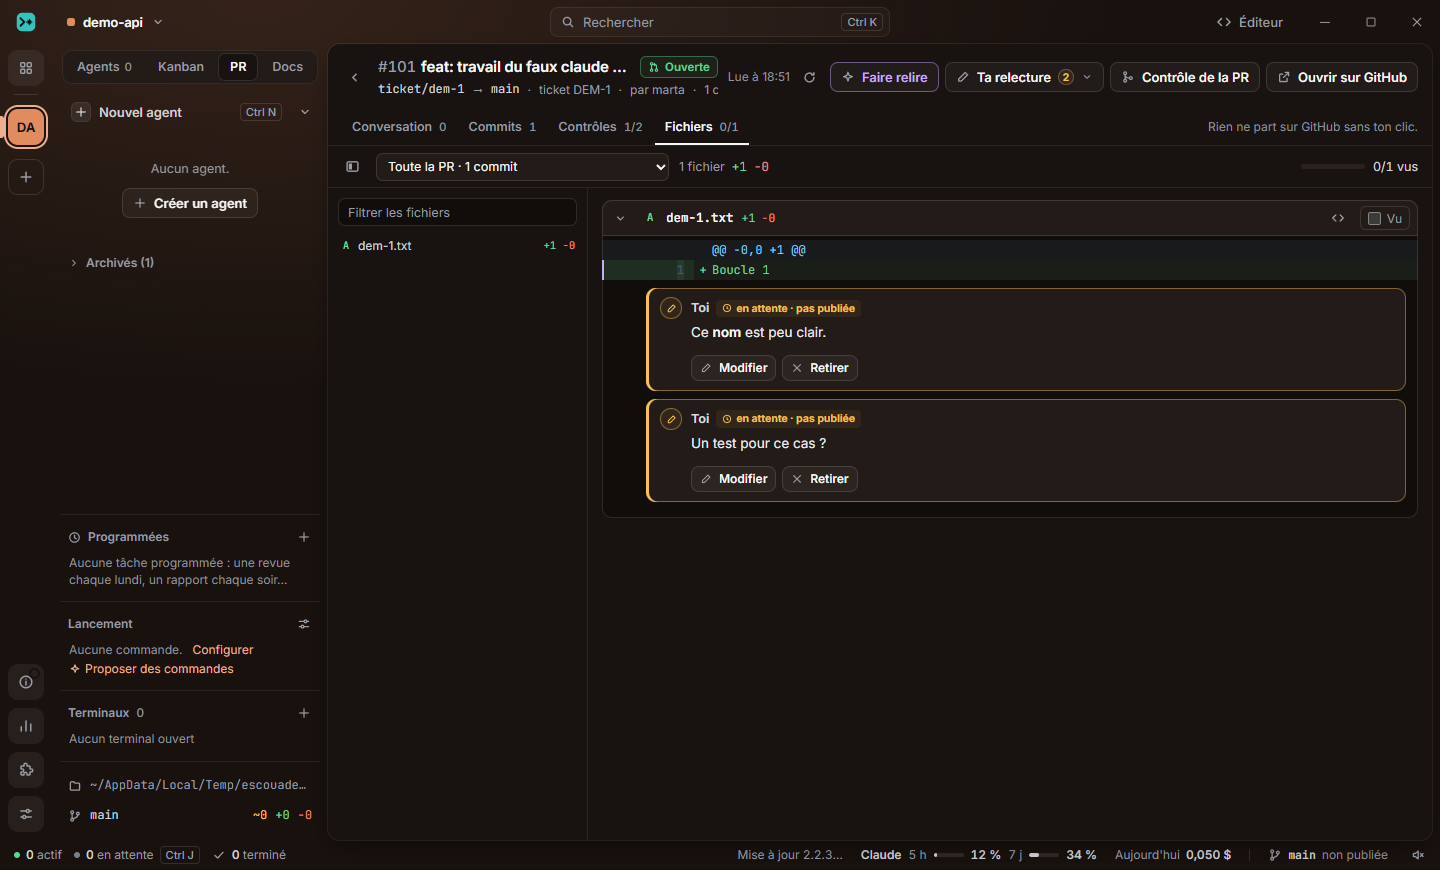 demo-api
Rechercher
Ctrl K
Éditeur
Agents 0
Kanban
PR
Docs
DA
Nouvel agent
Ctrl N
Aucun agent.
Créer un agent
Archivés (1)
Programmées
Aucune tâche programmée : une revue
chaque lundi, un rapport chaque soir...
Lancement
Aucune commande. Configurer
Proposer des commandes
Terminaux 0
Aucun terminal ouvert
~/AppData/Local/Temp/escouade…
main
~0 +0 -0
#101 feat: travail du faux claude ...
Ouverte
ticket/dem-1 → main · ticket DEM-1 · par marta · 1 c
Lue à 18:51
Faire relire
Ta relecture 2
Contrôle de la PR
Ouvrir sur GitHub
Conversation 0
Commits 1
Contrôles 1/2
Fichiers 0/1
Rien ne part sur GitHub sans ton clic.
Toute la PR · 1 commit
1 fichier +1 -0
0/1 vus
Filtrer les fichiers
A dem-1.txt +1 -0
A dem-1.txt +1 -0
Vu
@@ -0,0 +1 @@
1 + Boucle 1
Toi en attente · pas publiée
Ce nom est peu clair.
Modifier
Retirer
Toi en attente · pas publiée
Un test pour ce cas ?
Modifier
Retirer
0 actif
0 en attente
Ctrl J
0 terminé
Mise à jour 2.2.3...
Claude 5 h 12 % 7 j 34 %
Aujourd'hui 0,050 $
main non publiée